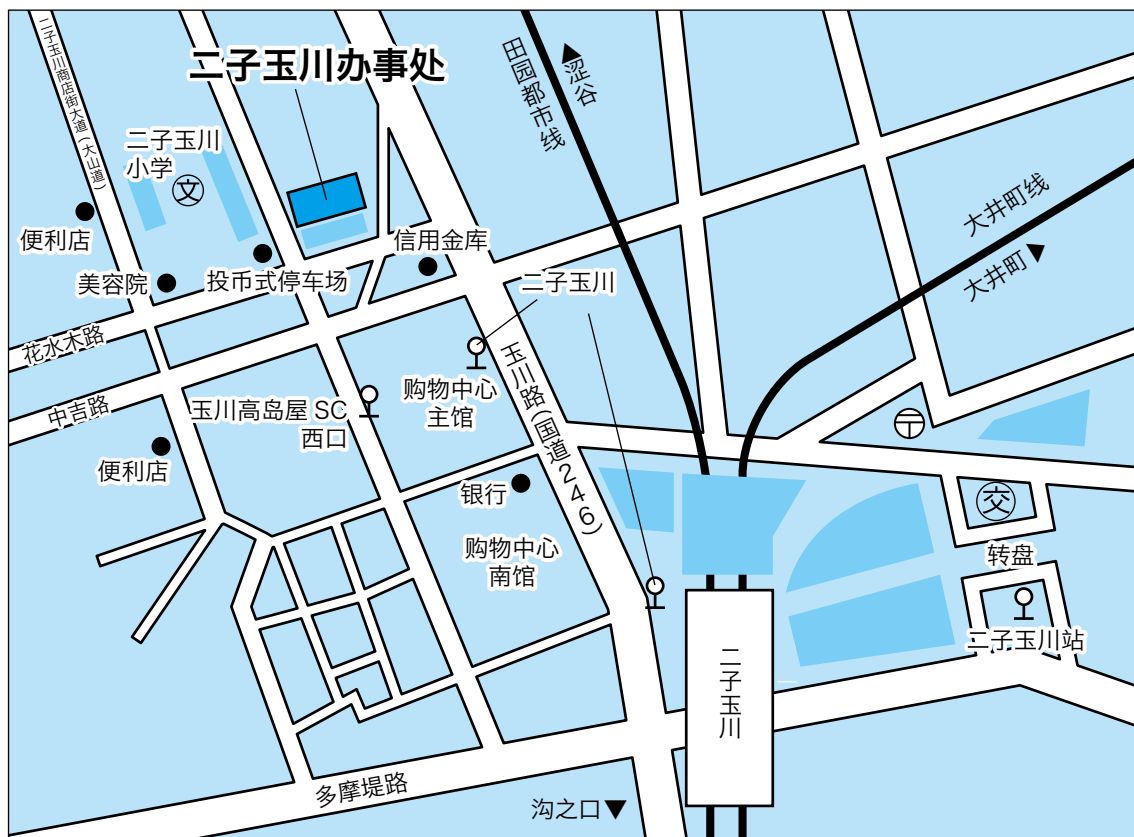 二子玉川商店街大道(大山道)
二子玉川办事处
田园都市线
▲涩谷
二子玉川
小学
文
便利店
美容院
投币式停车场
信用金库
二子玉川
大井町线
大井町▲
花水木路
中吉路
玉川高岛屋 SC
西口
购物中心
主馆
玉川路(国道246)
便利店
银行
购物中心
南馆
〒
交
转盘
二子玉川站
二子玉川
多摩堤路
沟之口▼